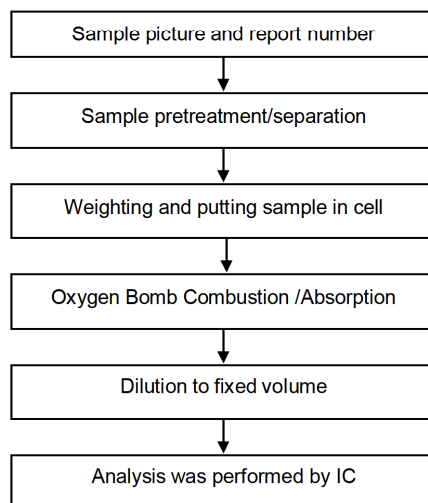 Sample picture and report number
Sample pretreatment/separation
Weighting and putting sample in cell
Oxygen Bomb Combustion /Absorption
Dilution to fixed volume
Analysis was performed by IC